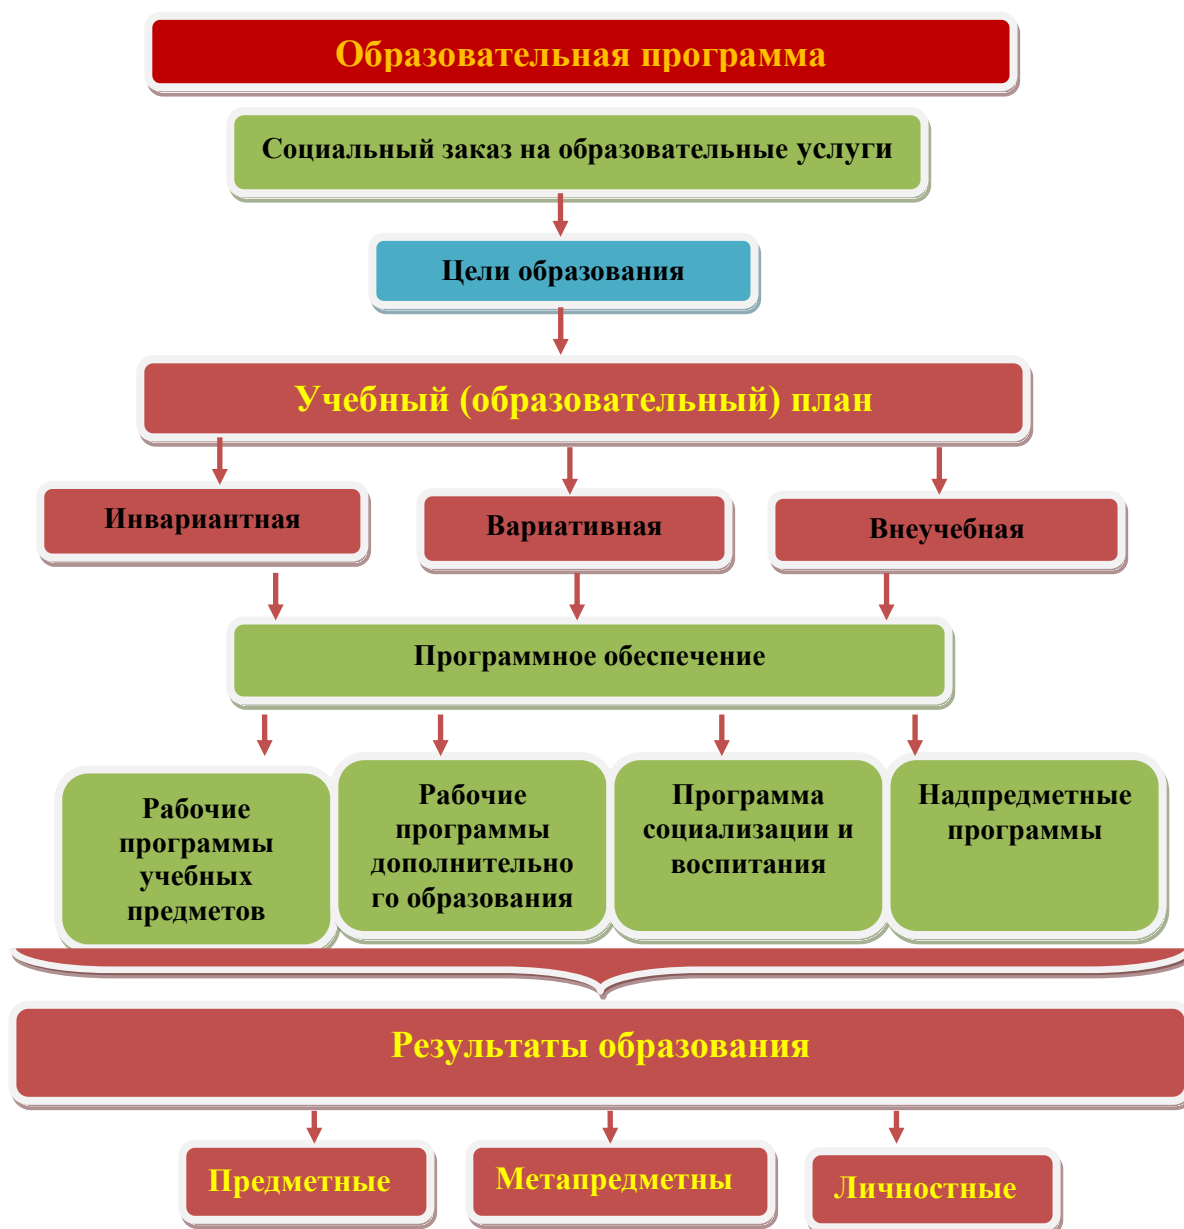 Образовательная программа
Социальный заказ на образовательные услуги
Цели образования
Учебный (образовательный) план
Инвариантная
Вариативная
Внеучебная
Программное обеспечение
Рабочие
программы
учебных
предметов
Рабочие
программы
дополнительно
го образования
Программа
социализации и
воспитания
Надпредметные
программы
Результаты образования
Предметные
Метапредметны
Личностные